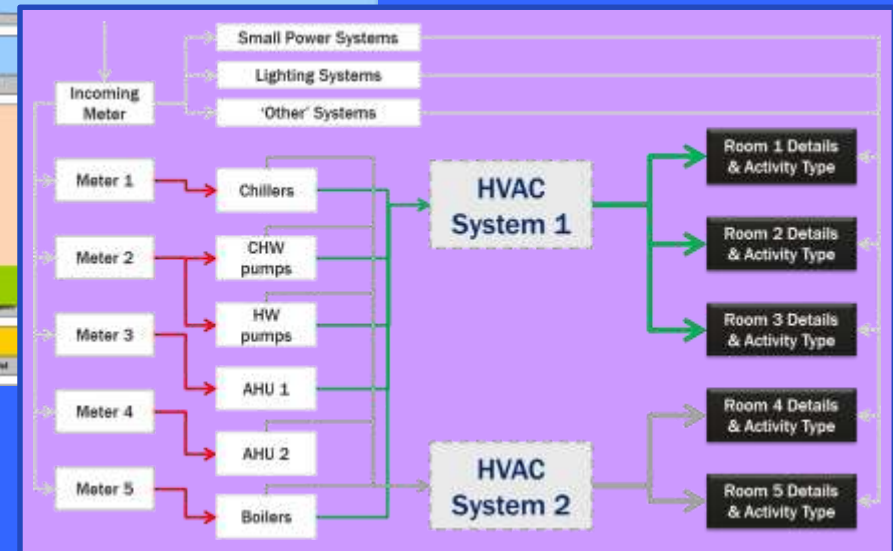 Small Power Systems
Lighting Systems
'Other' Systems
Incoming
Meter
Meter 1
Meter 2
Meter 3
Meter 4
Meter 5
Chillers
CHW
pumps
HW
pumps
AHU 1
AHU 2
Boilers
HVAC
System 1
HVAC
System 2
Room 1 Details
& Activity Type
Room 2 Details
& Activity Type
Room 3 Details
& Activity Type
Room 4 Details
& Activity Type
Room 5 Details
& Activity Type